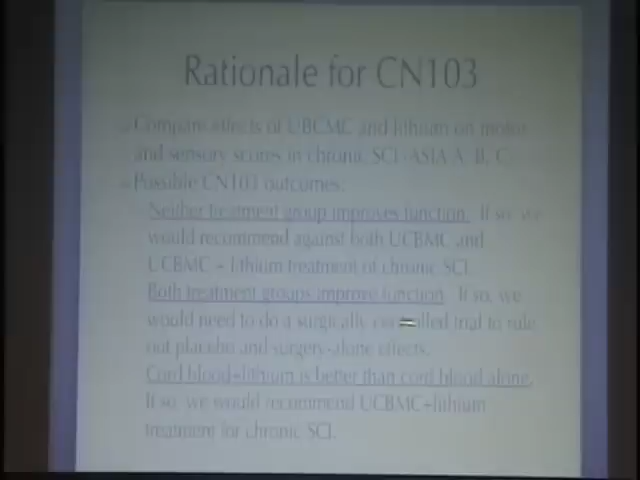 Rationale for CN103
Compare effects of UBCMC and lithium on motor
and sensory scores in chronic SCI-ASIA A, B, C
Possible CN103 outcomes:
Neither treatment group improves function. If so, we
would recommend against both UCBMC and
UCBMC + lithium treatment of chronic SCI.
Both treatment groups improve function. If so, we
would need to do a surgically controlled trial to rule
out placebo and surgery-alone effects.
Cord blood+lithium is better than cord blood alone.
If so, we would recommend UCBMC+lithium
treatment for chronic SCI.